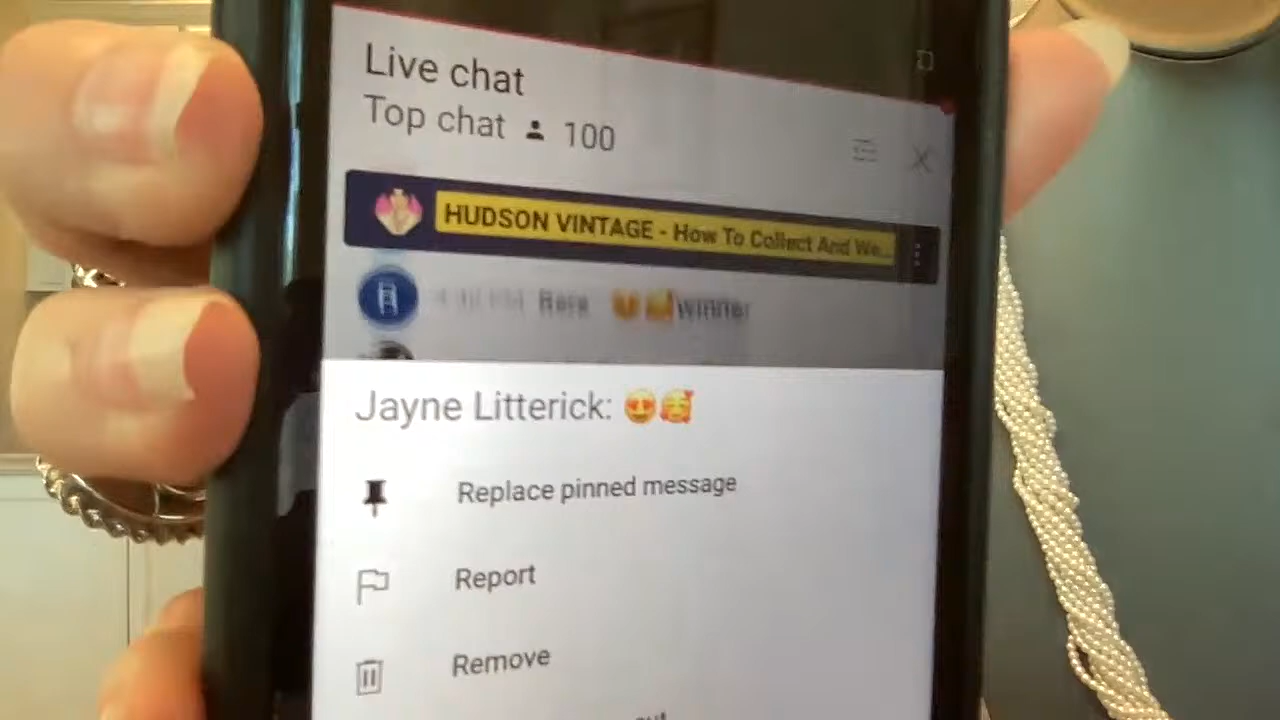 Live chat
Top chat 100
HUDSON VINTAGE - How To Collect And We...
Rare 😍🥰winner
Jayne Litterick: 😍🥰
Replace pinned message
Report
Remove